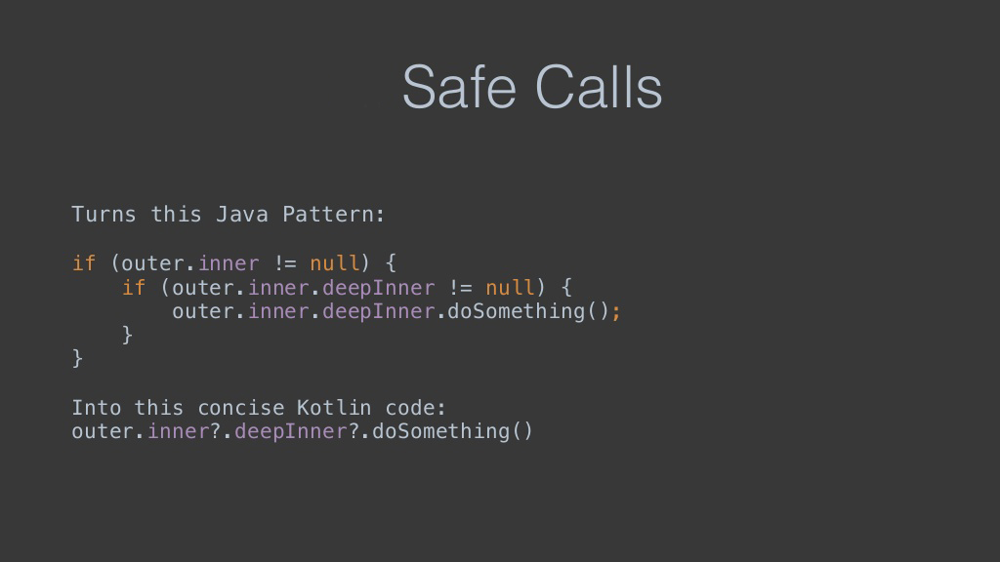 Safe Calls
Turns this Java Pattern:
if (outer.inner != null) {
    if (outer.inner.deepInner != null) {
        outer.inner.deepInner.doSomething();
    }
}
Into this concise Kotlin code:
outer.inner?.deepInner?.doSomething()